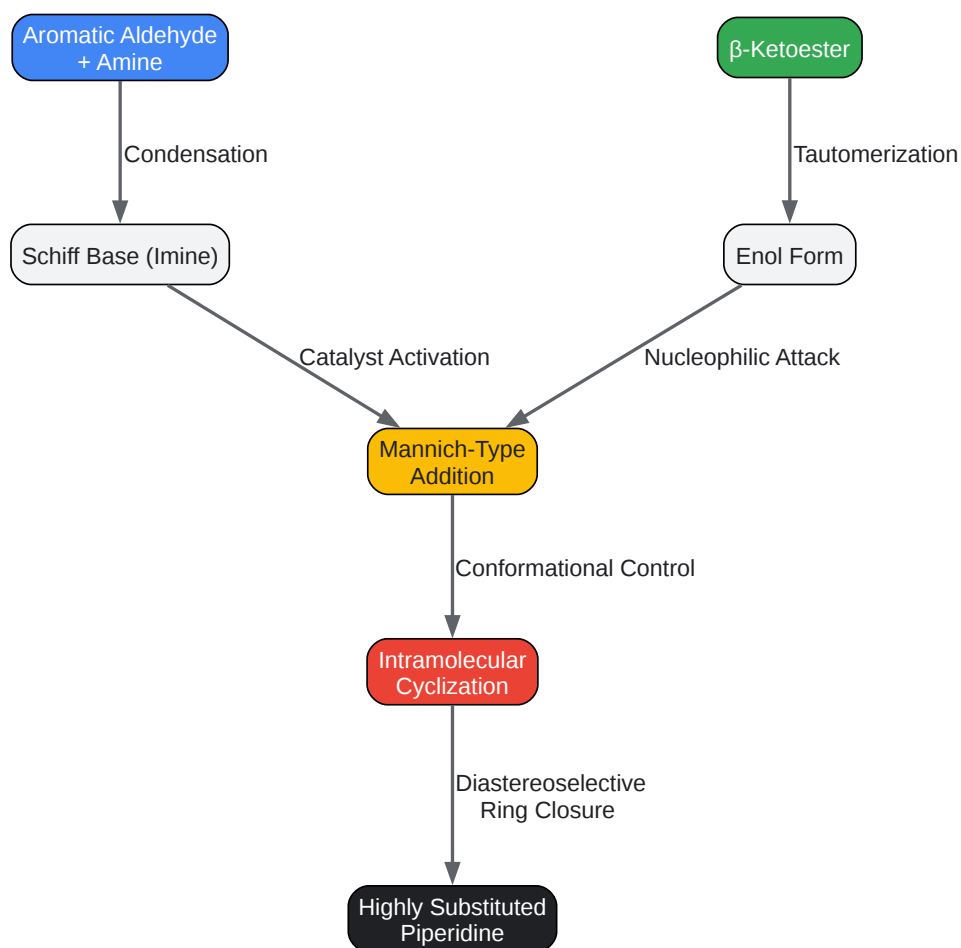 Aromatic Aldehyde
+ Amine
β-Ketoester
Condensation
Tautomerization
Schiff Base (Imine)
Enol Form
Catalyst Activation
Nucleophilic Attack
Mannich-Type
Addition
Conformational Control
Intramolecular
Cyclization
Diastereoselective
Ring Closure
Highly Substituted
Piperidine